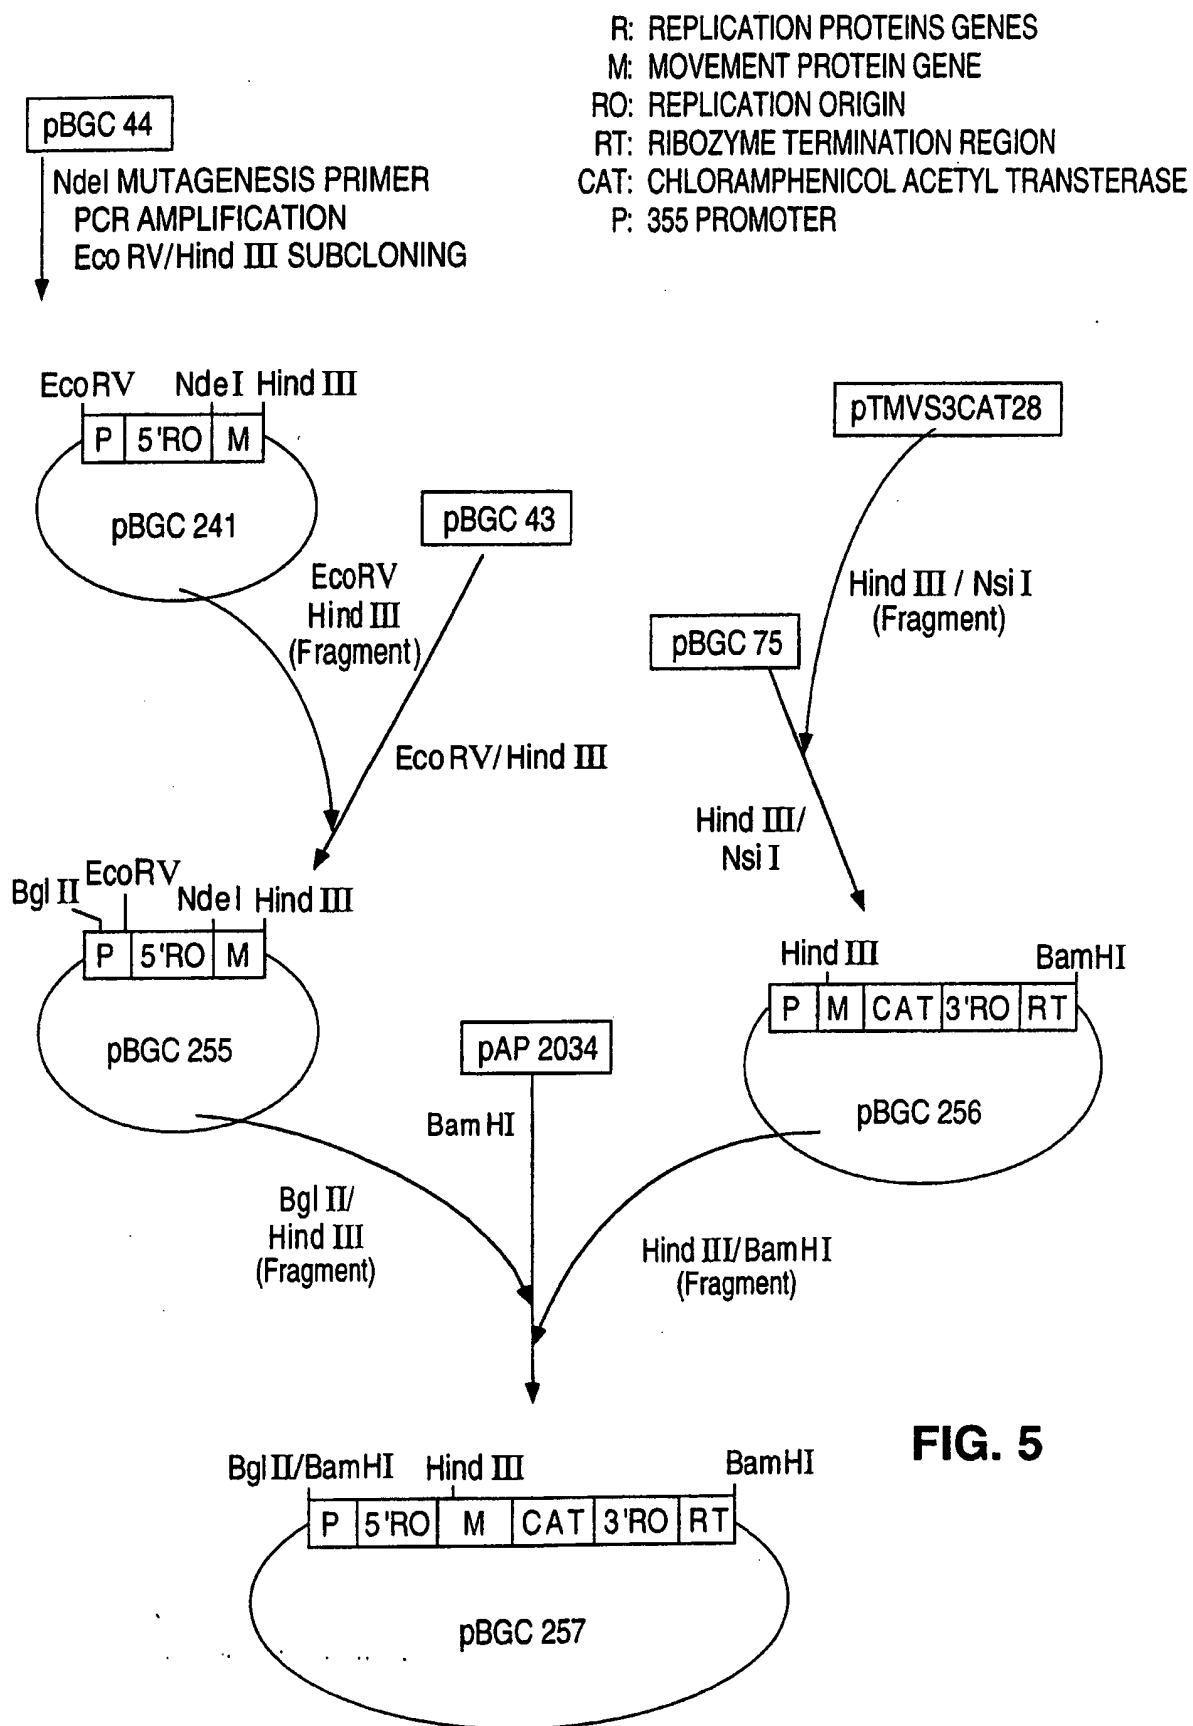 R: REPLICATION PROTEINS GENES
M: MOVEMENT PROTEIN GENE
RO: REPLICATION ORIGIN
RT: RIBOZYME TERMINATION REGION
CAT: CHLORAMPHENICOL ACETYL TRANSTERASE
P: 355 PROMOTER
pBGC 44
NdeI MUTAGENESIS PRIMER
PCR AMPLIFICATION
Eco RV/Hind III SUBCLONING
EcoRV NdeI Hind III
P 5'RO M
pBGC 241
pBGC 43
EcoRV
Hind III
(Fragment)
Eco RV/Hind III
pTMVS3CAT28
Hind III / Nsi I
(Fragment)
pBGC 75
Hind III/
Nsi I
Bgl II EcoRV NdeI Hind III
P 5'RO M
pBGC 255
pAP 2034
Bam HI
Hind III BamHI
P M CAT 3'RO RT
pBGC 256
Bgl II/
Hind III
(Fragment)
Hind III/BamHI
(Fragment)
FIG. 5
Bgl II/BamHI Hind III BamHI
P 5'RO M CAT 3'RO RT
pBGC 257